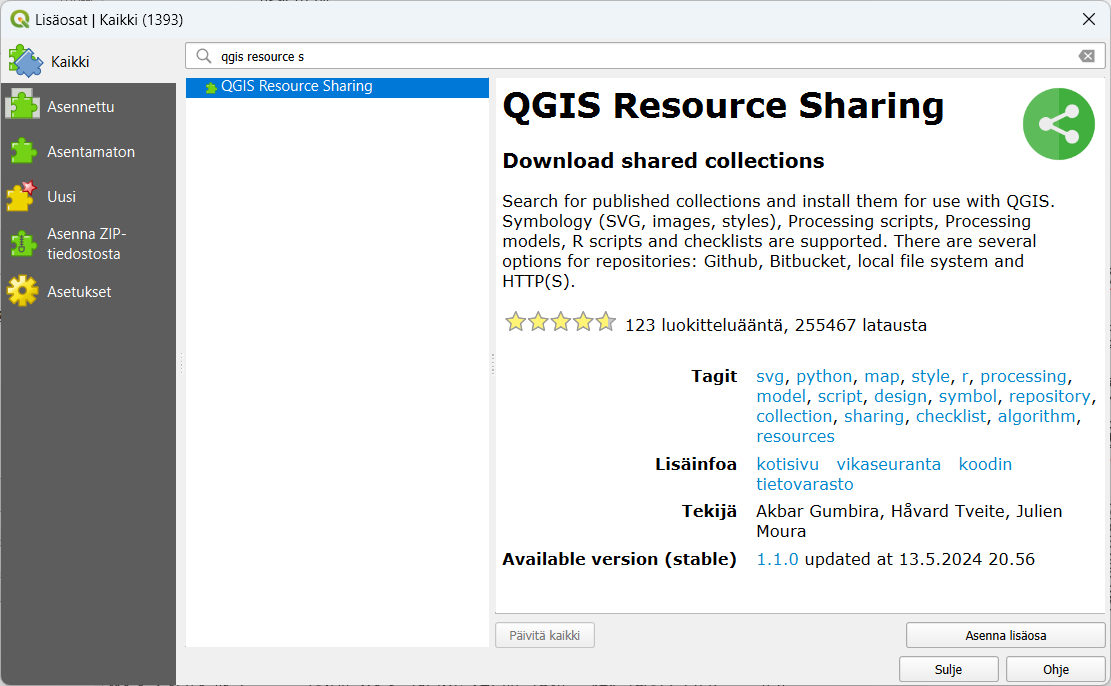 Lisäosat | Kaikki (1393)
Kaikki
qgis resource s
Asennettu
Asentamaton
Uusi
Asenna ZIP-
tiedostosta
Asetukset
QGIS Resource Sharing
QGIS Resource Sharing
Download shared collections
Search for published collections and install them for use with QGIS.
Symbology (SVG, images, styles), Processing scripts, Processing
models, R scripts and checklists are supported. There are several
options for repositories: Github, Bitbucket, local file system and
HTTP(S).
123 luokitteluääntä, 255467 latausta
Tagit svg, python, map, style, r, processing,
model, script, design, symbol, repository,
collection, sharing, checklist, algorithm,
resources
Lisäinfoa kotisivu vikaseuranta koodin
tietovarasto
Tekijä Akbar Gumbira, Håvard Tveite, Julien
Moura
Available version (stable) 1.1.0 updated at 13.5.2024 20.56
Päivitä kaikki
Asenna lisäosa
Sulje
Ohje